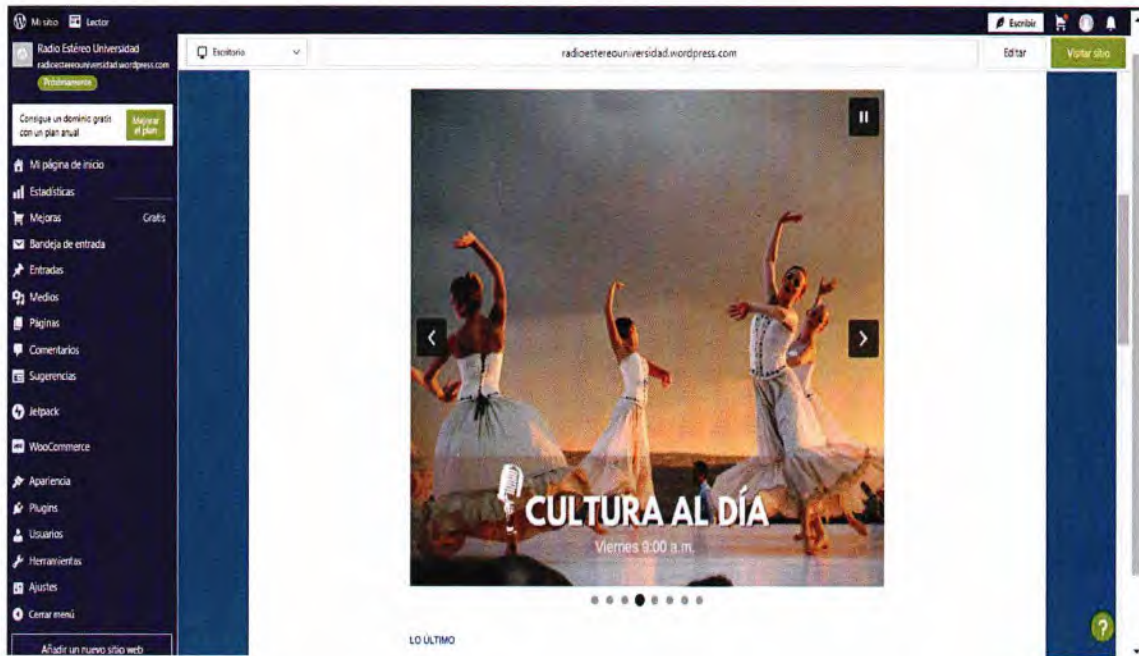 Mi sitio
Lector
Escribir
Radio Estéreo Universidad
radioestereouniversidad.wordpress.com
Próximamente
Escritorio
radioestereouniversidad.wordpress.com
Editar
Visitar sitio
Consigue un dominio gratis
con un plan anual
Mejorar
el plan
Mi página de inicio
Estadísticas
Mejoras Gratis
Bandeja de entrada
Entradas
Medios
Páginas
Comentarios
Sugerencias
Jetpack
WooCommerce
Apariencia
Plugins
Usuarios
Herramientas
Ajustes
Cerrar menú
Añadir un nuevo sitio web
CULTURA AL DÍA
Viernes 9:00 a.m.
LO ÚLTIMO
?